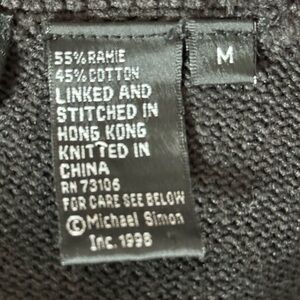 55% RAMIE
45% COTTON
LINKED AND
STITCHED IN
HONG KONG
KNITTED IN
CHINA
RN 73106
FOR CARE SEE BELOW
©Michael Simon
Inc. 1998
M